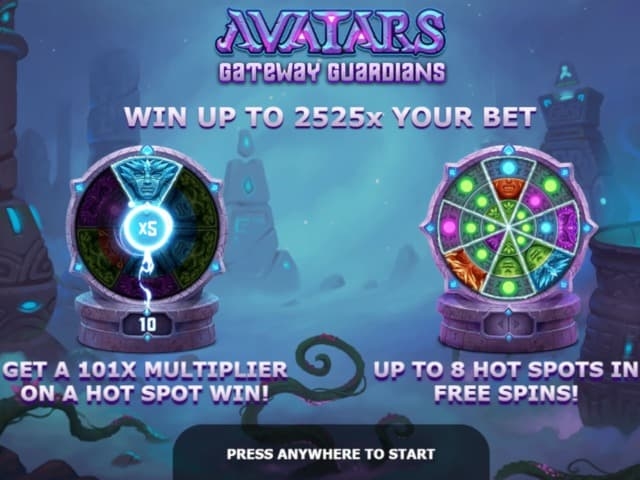 AVATARS
GATEWAY GUARDIANS
WIN UP TO 2525x YOUR BET
X5
10
GET A 101X MULTIPLIER
ON A HOT SPOT WIN!
UP TO 8 HOT SPOTS IN
FREE SPINS!
PRESS ANYWHERE TO START